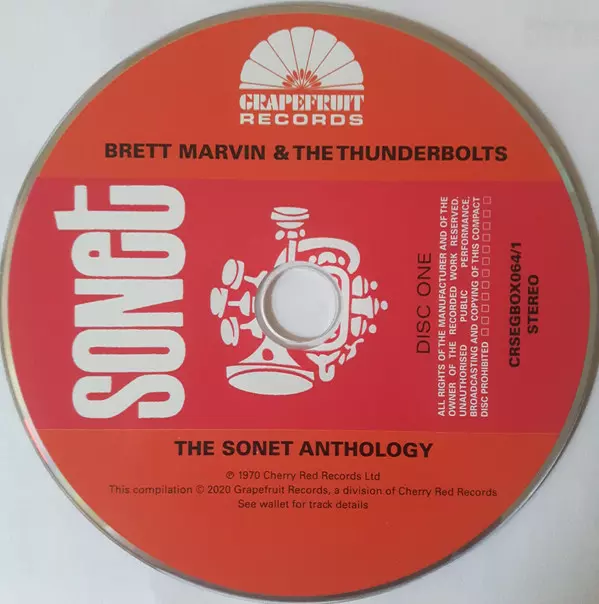 GRAPEFRUIT
RECORDS
BRETT MARVIN & THE THUNDERBOLTS
sonet
DISC ONE
ALL RIGHTS OF THE MANUFACTURER AND OF THE
OWNER OF THE RECORDED WORK RESERVED.
UNAUTHORISED PUBLIC PERFORMANCE,
BROADCASTING AND COPYING OF THIS COMPACT
DISC PROHIBITED
CRSEGBOX064/1
STEREO
THE SONET ANTHOLOGY
℗ 1970 Cherry Red Records Ltd
This compilation © 2020 Grapefruit Records, a division of Cherry Red Records
See wallet for track details